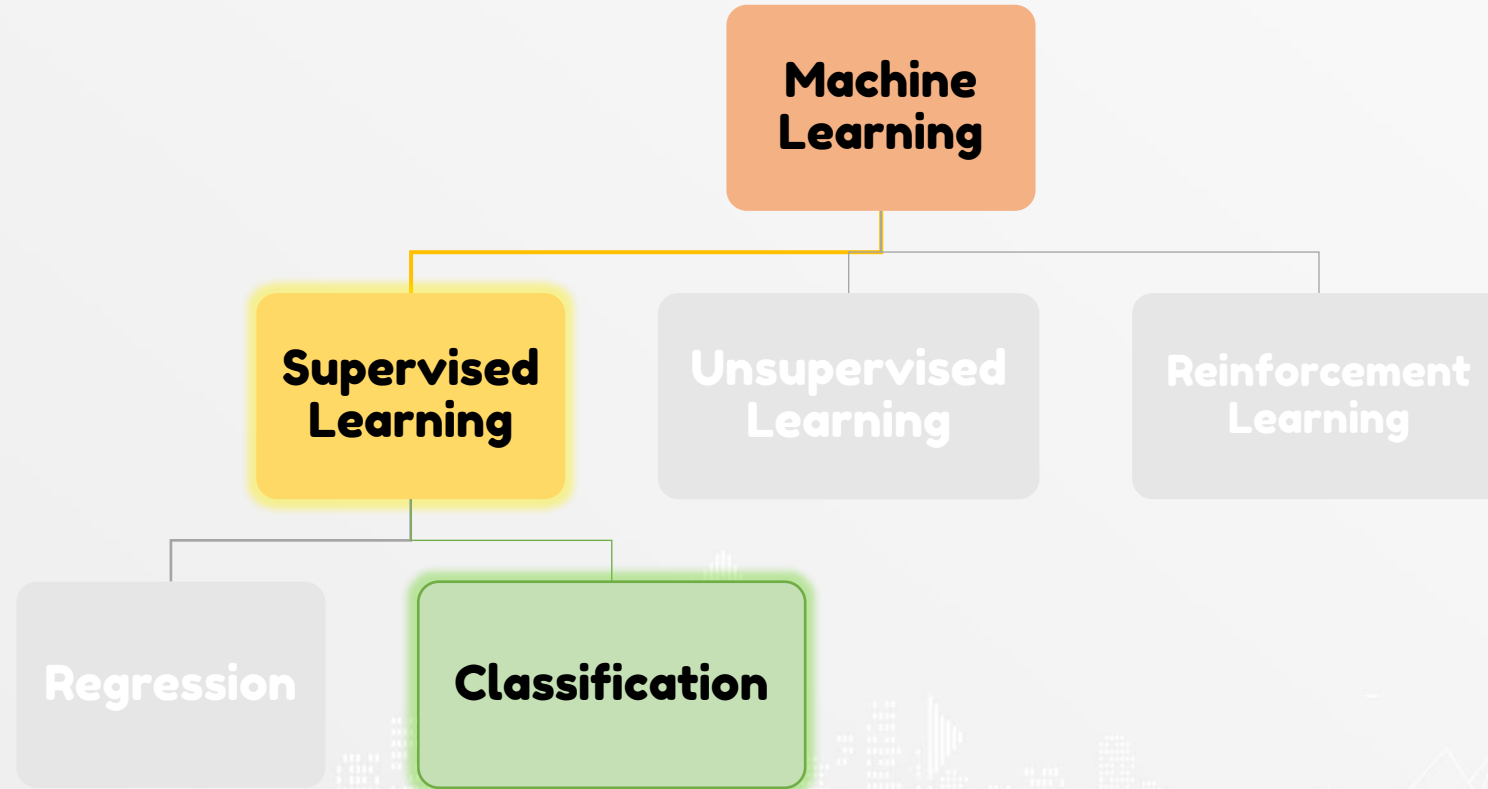 Machine
Learning
Supervised
Learning
Unsupervised
Learning
Reinforcement
Learning
Regression
Classification